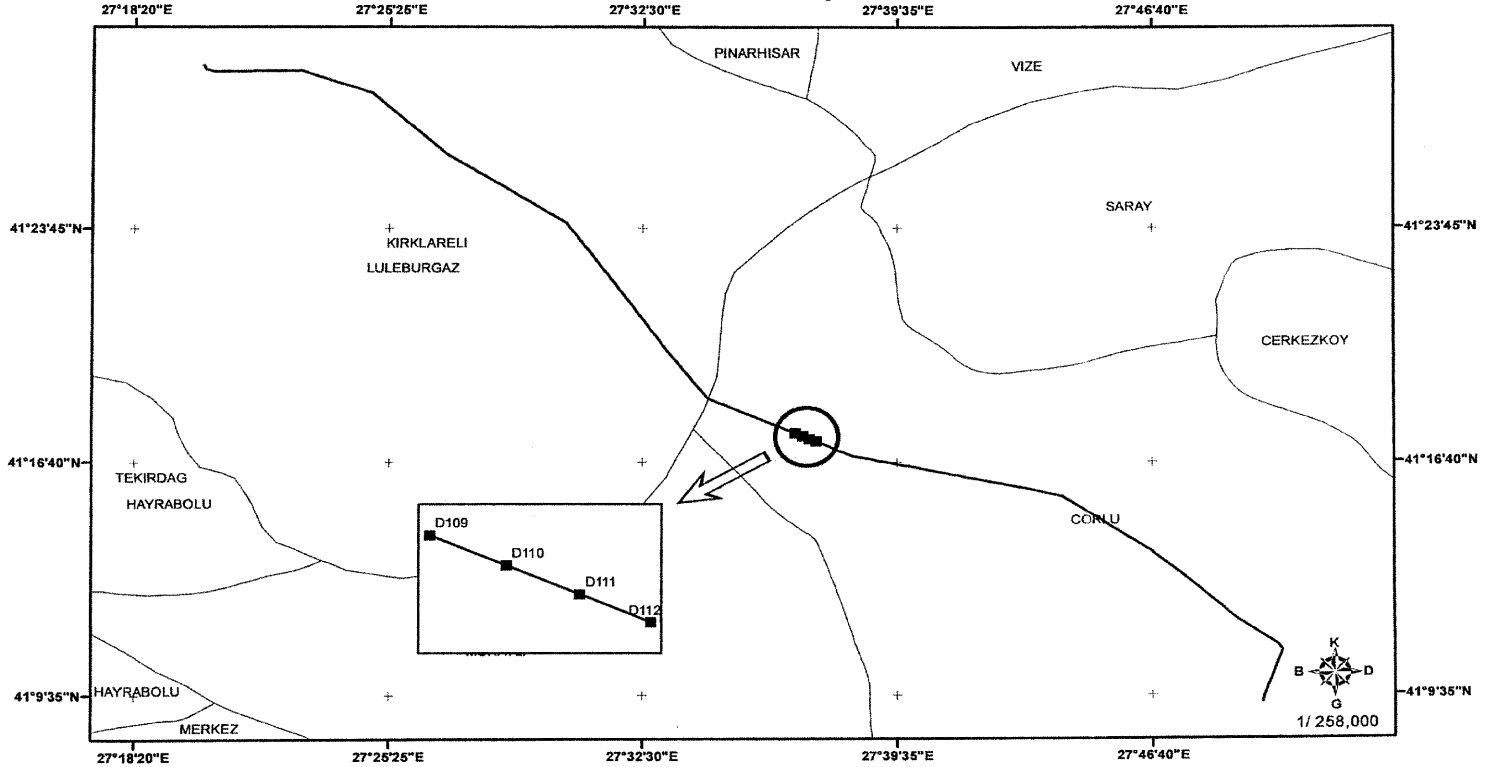 27°18'20"E 27°25'25"E 27°32'30"E 27°39'35"E 27°46'40"E
PINARHISAR
VIZE
SARAY
41°23'45"N 41°23'45"N
KIRKLARELI
LULEBURGAZ
CERKEZKOY
41°16'40"N 41°16'40"N
TEKIRDAG
HAYRABOLU
CORLU
D109
D110
D111
D112
K
B D
G
41°9'35"N 41°9'35"N
HAYRABOLU
1/ 258,000
MERKEZ
27°18'20"E 27°25'25"E 27°32'30"E 27°39'35"E 27°46'40"E